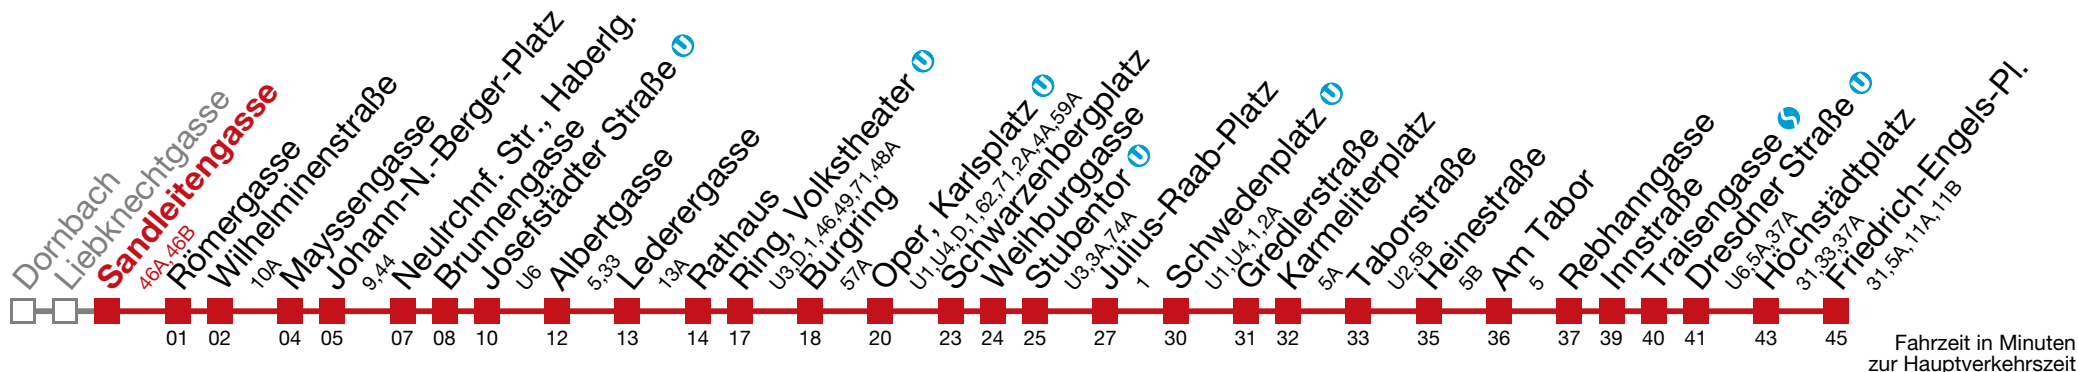 Dornbach
Liebknechtgasse
Sandleitengasse
46A,46B
Römergasse
Wilhelminenstraße
10A
Mayssengasse
Johann-N.-Berger-Platz
9,44
Neulrchnf. Str., Haberlg.
Brunnengasse
Josefstädter Straße U
U6
Albertgasse
5,33
Lederergasse
13A
Rathaus
Ring, Volkstheater U
U3,D,1,46,49,71,48A
Burgring
57A
Oper, Karlsplatz U
U1,U4,D,1,62,71,2A,4A,59A
Schwarzenbergplatz
Weihburggasse
Stubentor U
U3,3A,74A
Julius-Raab-Platz
1
Schwedenplatz U
U1,U4,1,2A
Gredlerstraße
Karmeliterplatz
5A
Taborstraße
U2,5B
Heinestraße
5B
Am Tabor
5
Rebhanngasse
Innstraße
Traisengasse S
Dresdner Straße U
U6,5A,37A
Höchstädtplatz
31,33,37A
Friedrich-Engels-Pl.
31,5A,11A,11B
01 02 04 05 07 08 10 12 13 14 17 18 20 23 24 25 27 30 31 32 33 35 36 37 39 40 41 43 45
Fahrzeit in Minuten
zur Hauptverkehrszeit